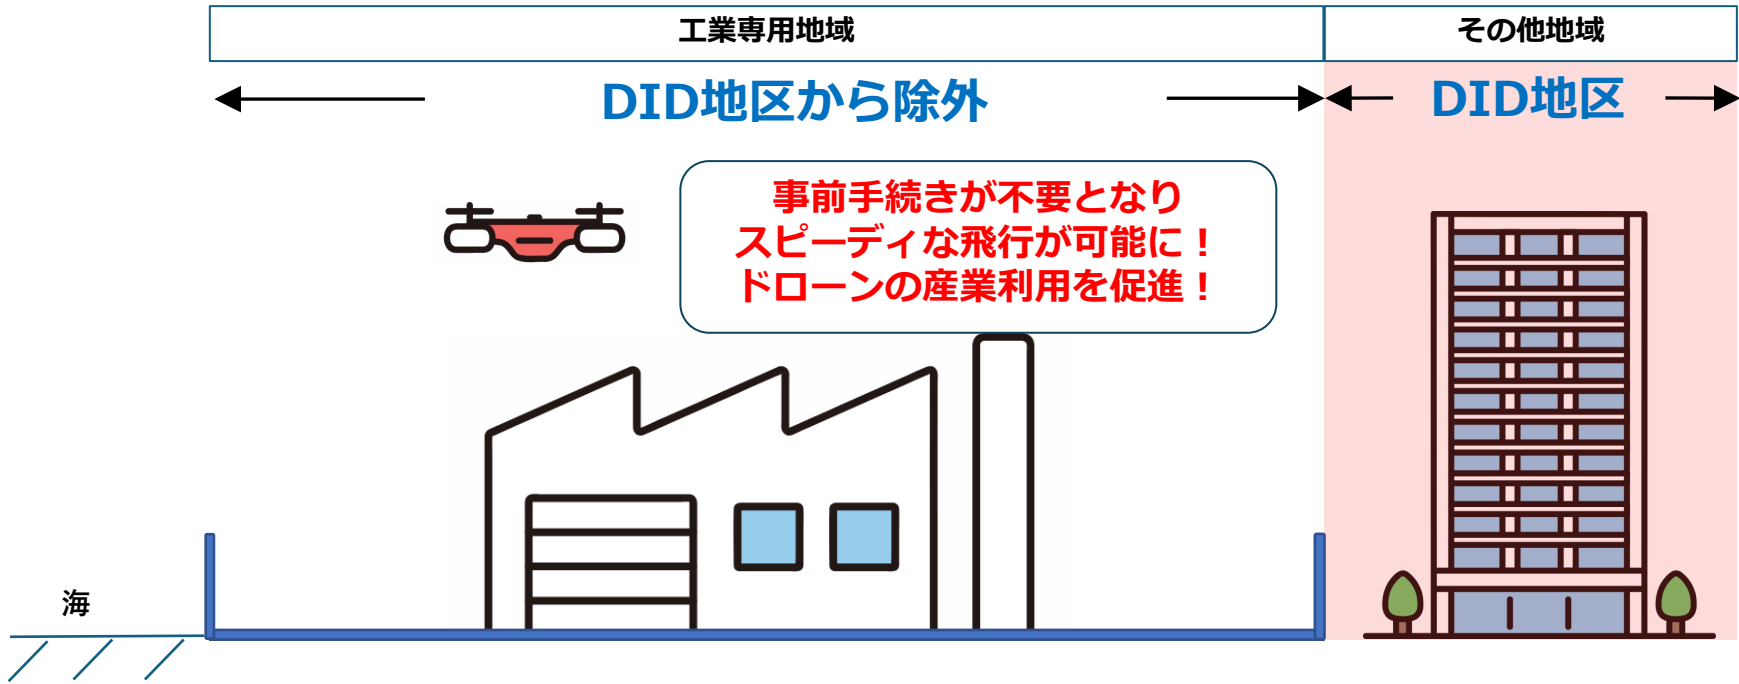 工業専用地域
その他地域
DID地区から除外
DID地区
事前手続きが不要となり
スピーディな飛行が可能に！
ドローンの産業利用を促進！
海